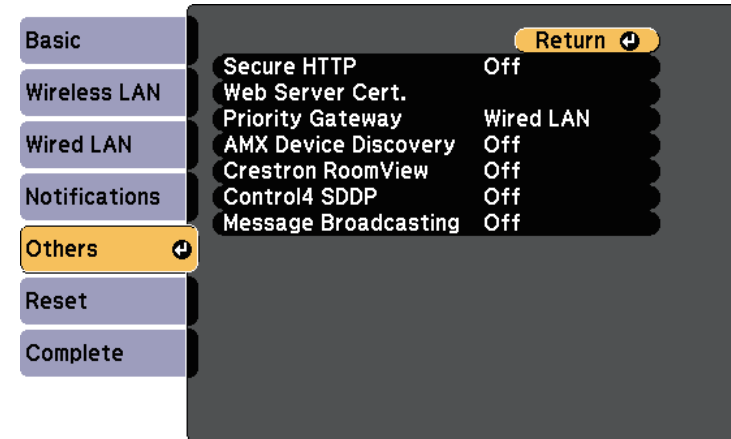 Basic
Wireless LAN
Wired LAN
Notifications
Others
Reset
Complete
Return
Secure HTTP Off
Web Server Cert.
Priority Gateway Wired LAN
AMX Device Discovery Off
Crestron RoomView Off
Control4 SDDP Off
Message Broadcasting Off